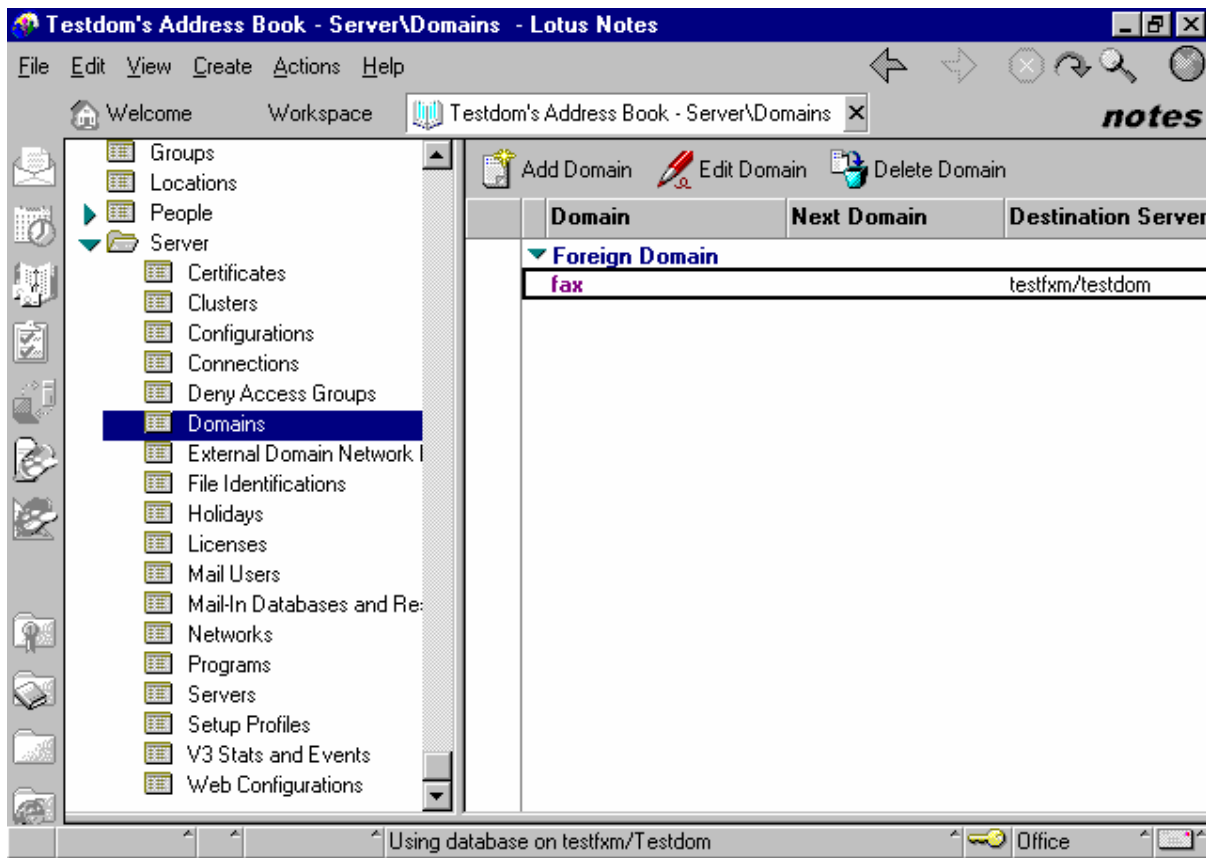 Testdom's Address Book - Server\Domains - Lotus Notes
File Edit View Create Actions Help
Welcome Workspace Testdom's Address Book - Server\Domains
notes
Groups
Locations
People
Server
Certificates
Clusters
Configurations
Connections
Deny Access Groups
Domains
External Domain Network
File Identifications
Holidays
Licenses
Mail Users
Mail-In Databases and Re
Networks
Programs
Servers
Setup Profiles
V3 Stats and Events
Web Configurations
Add Domain Edit Domain Delete Domain
Domain Next Domain Destination Server
Foreign Domain
fax testfxm/testdom
Using database on testfxm/Testdom Office